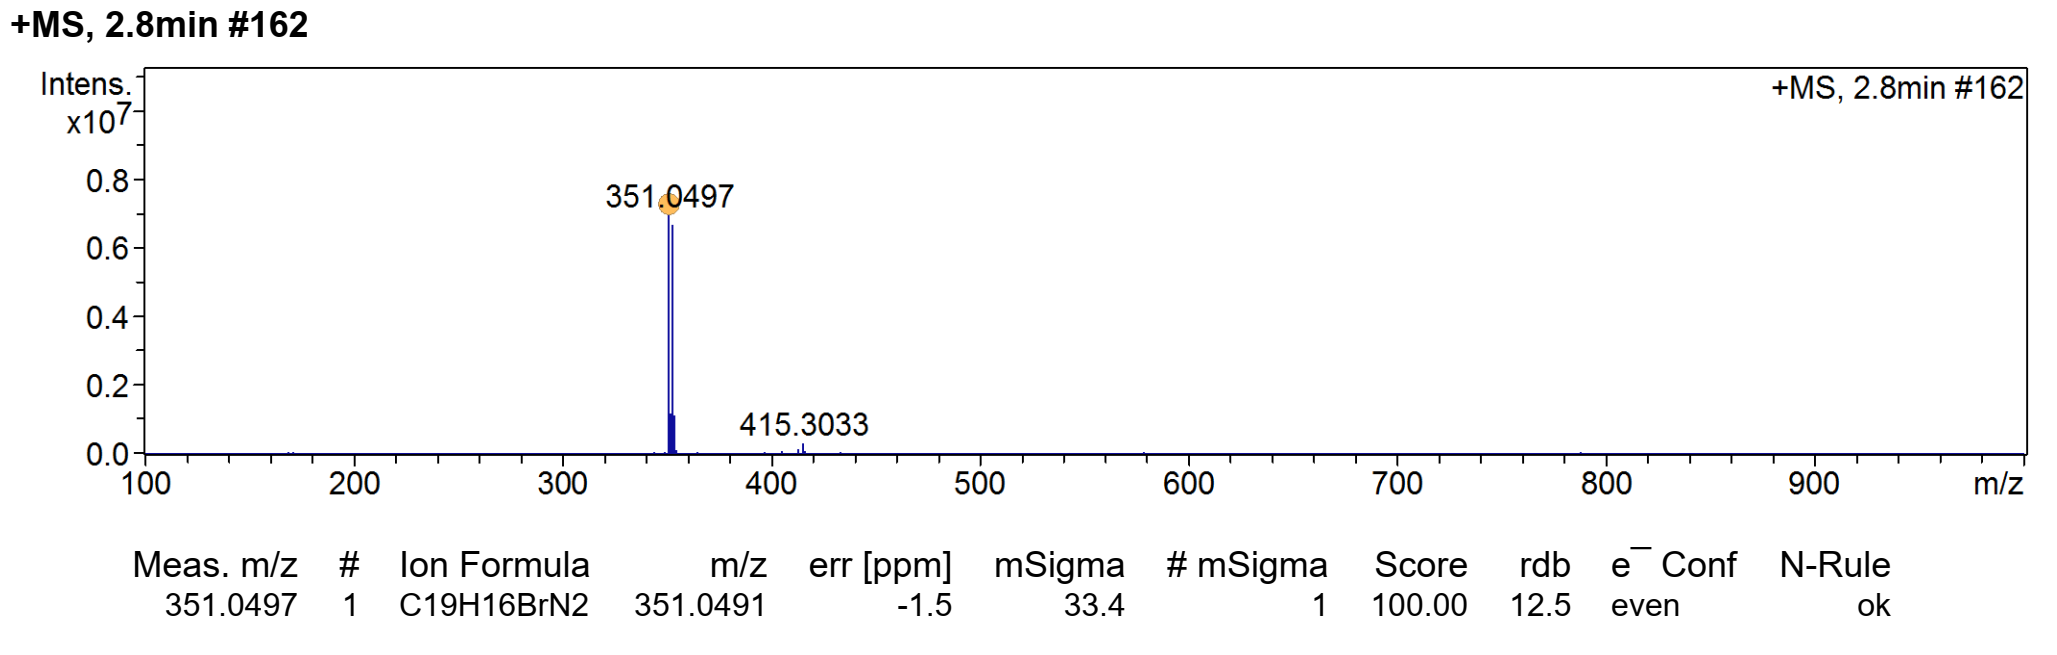 +MS, 2.8min #162
Intens.
x10⁷
+MS, 2.8min #162
0.8
351.0497
0.6
0.4
0.2
415.3033
0.0
100 200 300 400 500 600 700 800 900 m/z
Meas. m/z # Ion Formula m/z err [ppm] mSigma # mSigma Score rdb e¯ Conf N-Rule
351.0497 1 C19H16BrN2 351.0491 -1.5 33.4 1 100.00 12.5 even ok